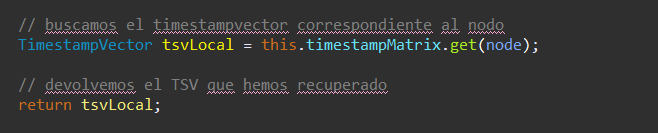 // buscamos el timestampvector correspondiente al nodo
TimestampVector tsvLocal = this.timestampMatrix.get(node);
// devolvemos el TSV que hemos recuperado
return tsvLocal;